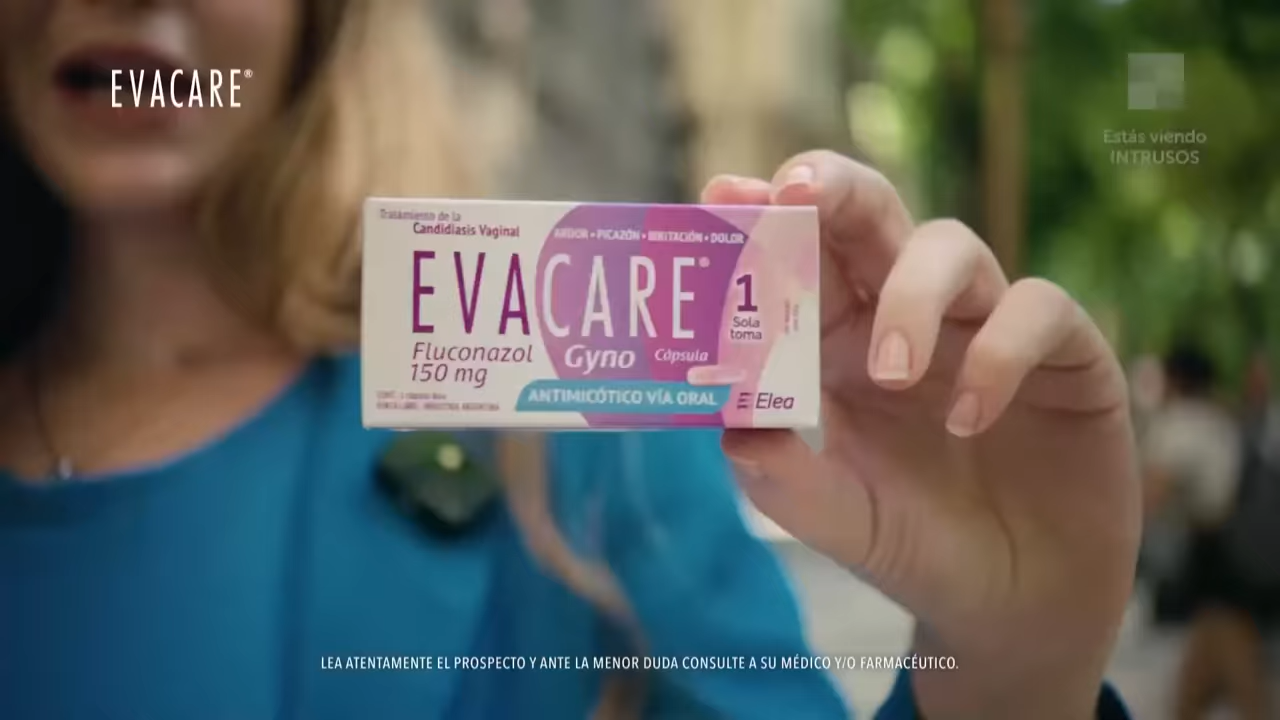 EVACARE®
Estás viendo
INTRUSOS
Tratamiento de la
Candidiasis Vaginal
ARDOR • PICAZÓN • IRRITACIÓN • DOLOR
EVACARE®
1
Sola
toma
Fluconazol
150 mg
Gyno Cápsula
ANTIMICÓTICO VÍA ORAL
Elea
LEA ATENTAMENTE EL PROSPECTO Y ANTE LA MENOR DUDA CONSULTE A SU MÉDICO Y/O FARMACÉUTICO.